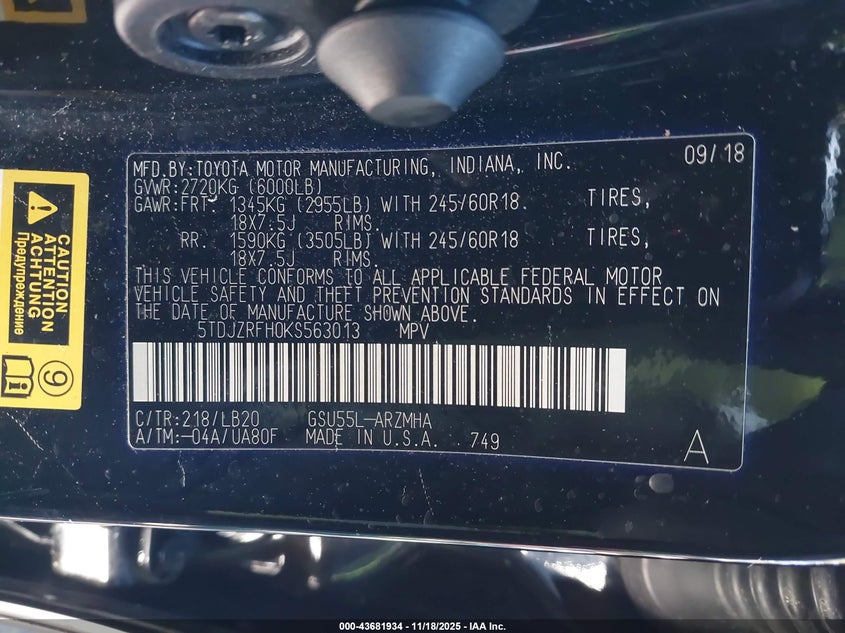 MFD.BY:TOYOTA MOTOR MANUFACTURING, INDIANA, INC. 09/18
GVWR:2720KG (6000LB)
GAWR:FRT. 1345KG (2955LB) WITH 245/60R18 TIRES,
18X7.5J RIMS.
RR. 1590KG (3505LB) WITH 245/60R18 TIRES,
18X7.5J RIMS.
THIS VEHICLE CONFORMS TO ALL APPLICABLE FEDERAL MOTOR
VEHICLE SAFETY AND THEFT PREVENTION STANDARDS IN EFFECT ON
THE DATE OF MANUFACTURE SHOWN ABOVE.
5TDJZRFH0KS563013 MPV
C/TR:218/LB20 GSU55L-ARZMHA
A/TM:-04A/UA80F MADE IN U.S.A. 749
A
CAUTION
ATTENTION
ACHTUNG
Предупреждение
9
000-43681934 - 11/18/2025 - IAA Inc.